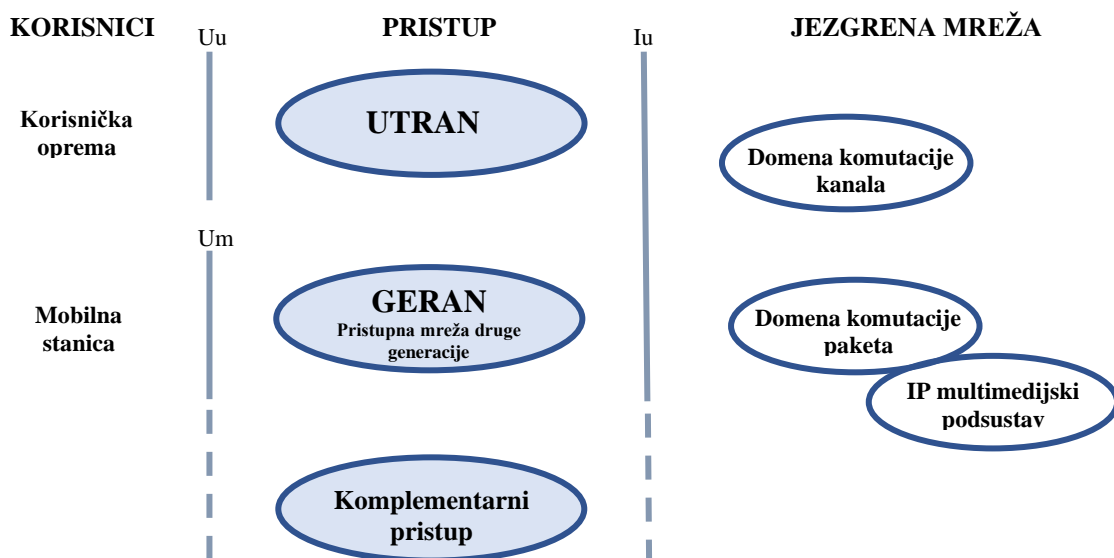 KORISNICI
Uu
PRISTUP
Iu
JEZGRENA MREŽA
Korisnička
oprema
UTRAN
Domena komutacije
kanala
Um
Mobilna
stanica
GERAN
Pristupna mreža druge
generacije
Domena komutacije
paketa
IP multimedijski
podsustav
Komplementarni
pristup